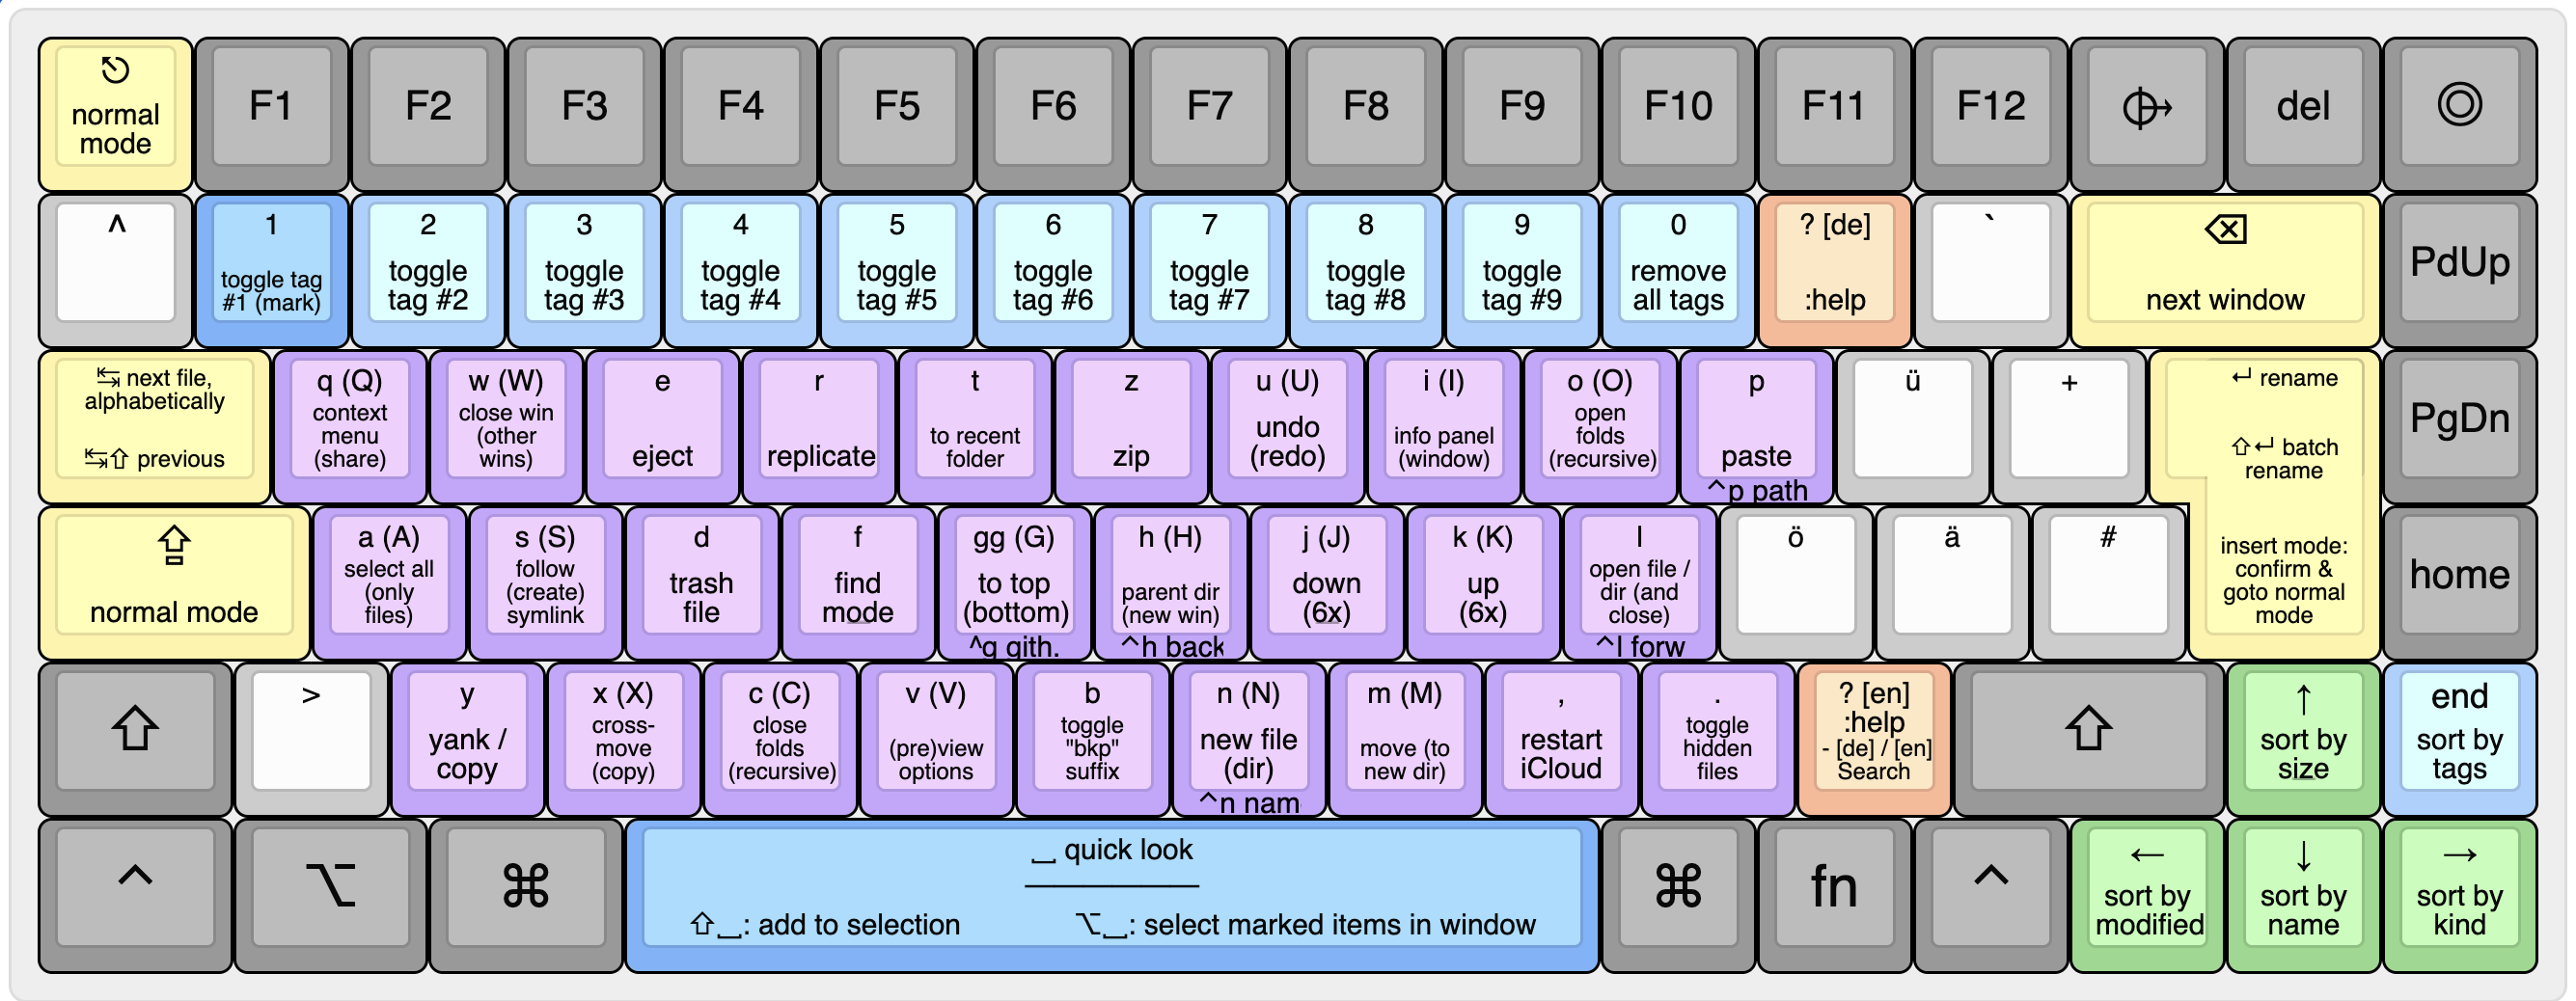 normal
mode
F1
F2
F3
F4
F5
F6
F7
F8
F9
F10
F11
F12
del
^
1
toggle tag
#1 (mark)
2
toggle
tag #2
3
toggle
tag #3
4
toggle
tag #4
5
toggle
tag #5
6
toggle
tag #6
7
toggle
tag #7
8
toggle
tag #8
9
toggle
tag #9
0
remove
all tags
? [de]
:help
`
⌫
next window
PdUp
↹ next file,
alphabetically
↹⇧ previous
q (Q)
context
menu
(share)
w (W)
close win
(other
wins)
e
eject
r
replicate
t
to recent
folder
z
zip
u (U)
undo
(redo)
i (I)
info panel
(window)
o (O)
open
folds
(recursive)
p
paste
^p path
ü
+
↵ rename
⇧↵ batch
rename
insert mode:
confirm &
goto normal
mode
PgDn
⇪
normal mode
a (A)
select all
(only
files)
s (S)
follow
(create)
symlink
d
trash
file
f
find
mode
gg (G)
to top
(bottom)
^g gith.
h (H)
parent dir
(new win)
^h back
j (J)
down
(6x)
k (K)
up
(6x)
l
open file /
dir (and
close)
^l forw
ö
ä
#
home
⇧
>
y
yank /
copy
x (X)
cross-
move
(copy)
c (C)
close
folds
(recursive)
v (V)
(pre)view
options
b
toggle
"bkp"
suffix
n (N)
new file
(dir)
^n nam
m (M)
move (to
new dir)
,
restart
iCloud
.
toggle
hidden
files
? [en]
:help
- [de] / [en]
Search
⇧
↑
sort by
size
end
sort by
tags
^
⌥
⌘
⎵ quick look
⇧⎵: add to selection
⌥⎵: select marked items in window
⌘
fn
^
←
sort by
modified
↓
sort by
name
→
sort by
kind